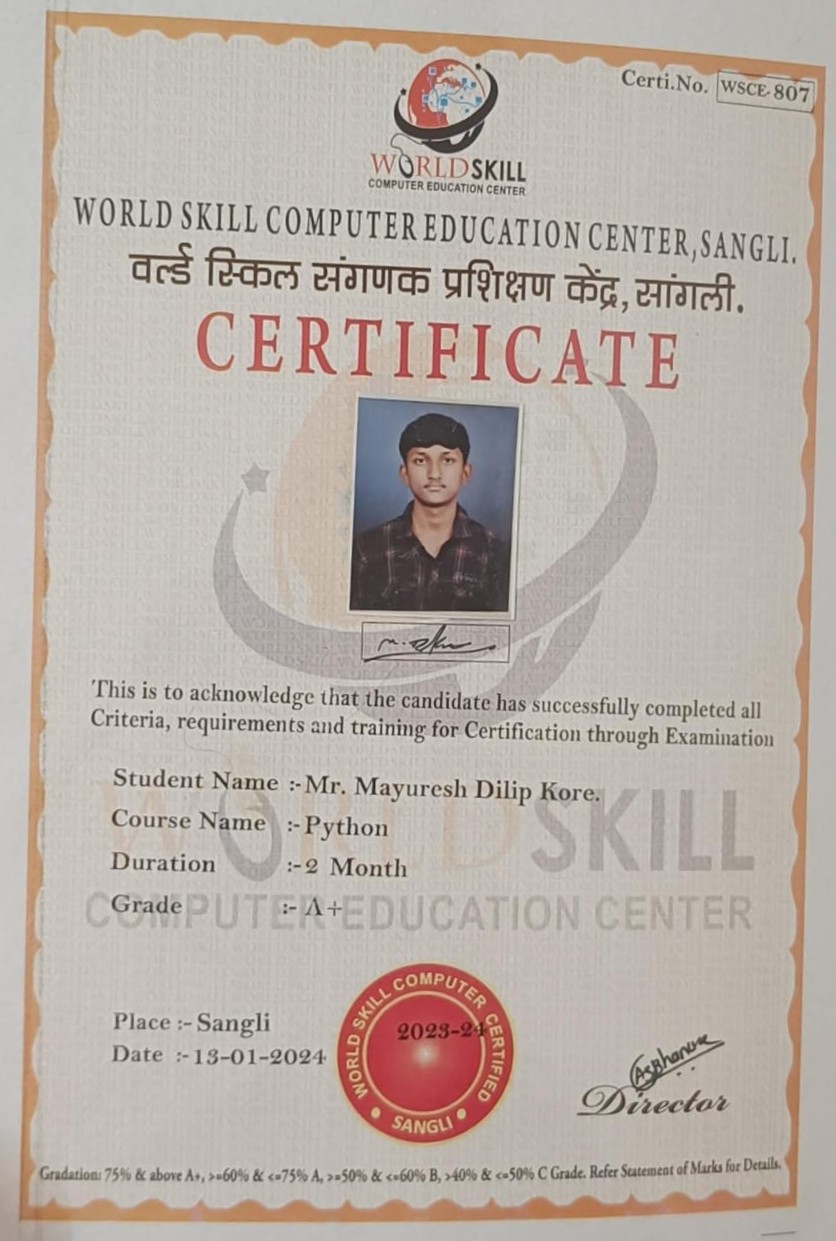 Certi.No. WSCE-807
WORLDSKILL
COMPUTER EDUCATION CENTER
WORLD SKILL COMPUTER EDUCATION CENTER,SANGLI.
वर्ल्ड स्किल संगणक प्रशिक्षण केंद्र,सांगली.
CERTIFICATE
This is to acknowledge that the candidate has successfully completed all
Criteria, requirements and training for Certification through Examination
Student Name :-Mr. Mayuresh Dilip Kore.
Course Name :-Python
Duration :-2 Month
Grade :- A+
WORLDSKILL
COMPUTER EDUCATION CENTER
Place :- Sangli
Date :-13-01-2024
WORLD SKILL COMPUTER CERTIFIED
2023-24
SANGLI
Director
Gradation: 75% & above A+, >=60% & <=75% A, >=50% & <=60% B, >40% & <=50% C Grade. Refer Statement of Marks for Details.